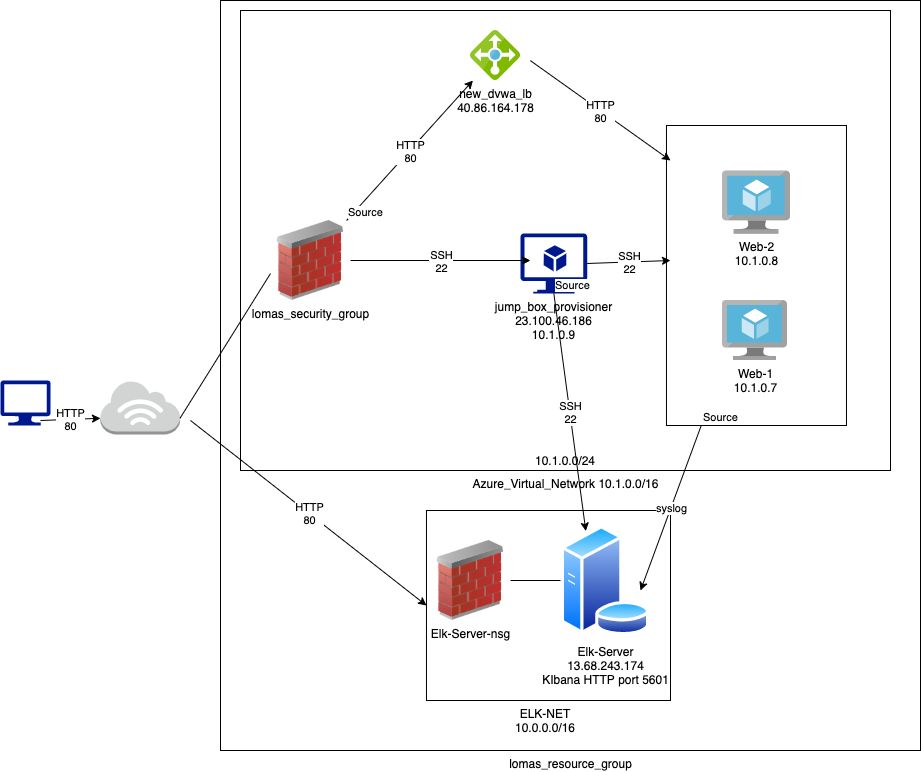 new_dvwa_lb
40.86.164.178
HTTP
80
HTTP
80
Source
Web-2
10.1.0.8
SSH
22
SSH
22
Source
lomas_security_group
jump_box_provisioner
23.100.46.186
10.1.0.9
Web-1
10.1.0.7
HTTP
80
SSH
22
Source
10.1.0.0/24
Azure_Virtual_Network 10.1.0.0/16
HTTP
80
syslog
Elk-Server-nsg
Elk-Server
13.68.243.174
KIbana HTTP port 5601
ELK-NET
10.0.0.0/16
lomas_resource_group